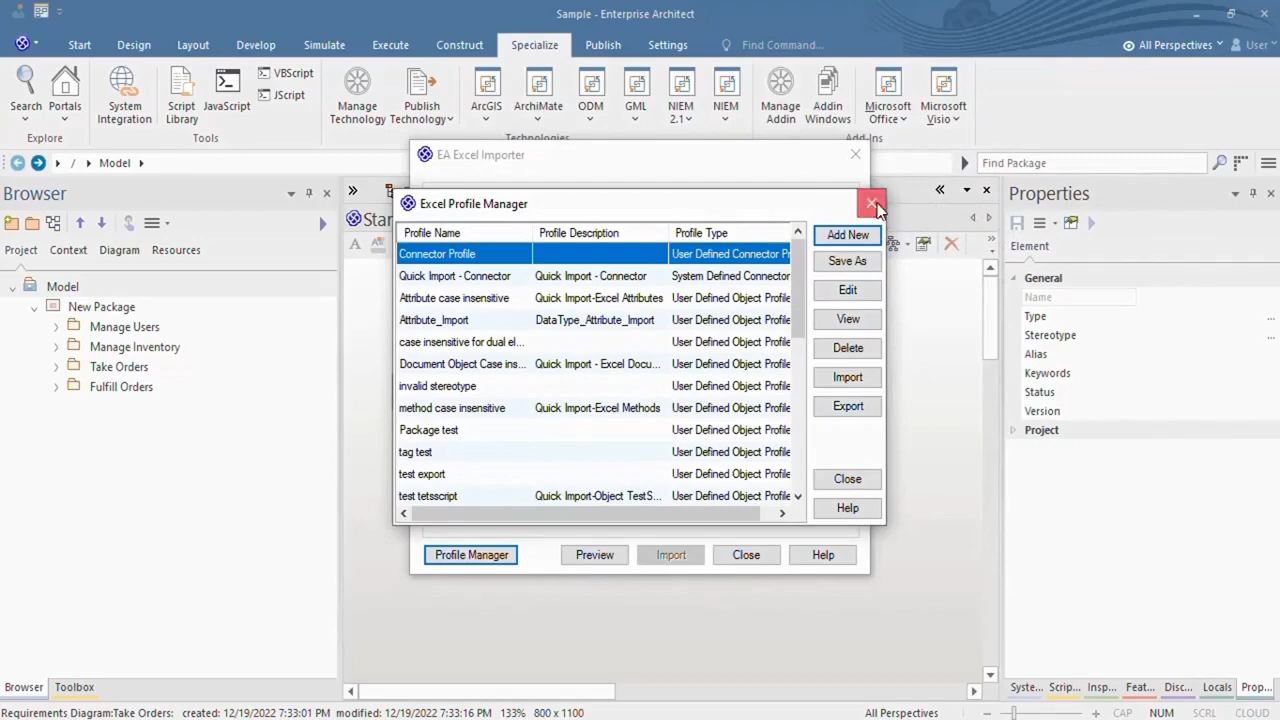 Sample - Enterprise Architect
Start Design Layout Develop Simulate Execute Construct Specialize Publish Settings Find Command... All Perspectives User
Search Portals System Integration Script Library JavaScript VBScript JScript Manage Technology Publish Technology ArcGIS ArchiMate ODM GML NIEM 2.1 NIEM Manage Addin Addin Windows Microsoft Office Microsoft Visio
Explore Tools Technologies Add-Ins
/ Model Find Package
EA Excel Importer
Browser
Project Context Diagram Resources
Model
New Package
Manage Users
Manage Inventory
Take Orders
Fulfill Orders
Browser Toolbox
Excel Profile Manager
Profile Name Profile Description Profile Type
Connector Profile User Defined Connector Pr
Quick Import - Connector Quick Import - Connector System Defined Connector
Attribute case insensitive Quick Import-Excel Attributes User Defined Object Profile
Attribute_Import DataType_Attribute_Import User Defined Object Profile
case insensitive for dual el... User Defined Object Profile
Document Object Case ins... Quick Import - Excel Docu... User Defined Object Profile
invalid stereotype User Defined Object Profile
method case insensitive Quick Import-Excel Methods User Defined Object Profile
Package test User Defined Object Profile
tag test User Defined Object Profile
test export User Defined Object Profile
test tetsscript Quick Import-Object TestS... User Defined Object Profile
Add New
Save As
Edit
View
Delete
Import
Export
Close
Help
Profile Manager Preview Import Close Help
Properties
Element
General
Name
Type ...
Stereotype ...
Alias
Keywords
Status
Version
Project
Syste... Scrip... Insp... Feat... Disc... Locals Prop...
Requirements Diagram:Take Orders: created: 12/19/2022 7:33:01 PM modified: 12/19/2022 7:33:16 PM 133% 800 x 1100 All Perspectives CAP NUM SCRL CLOUD